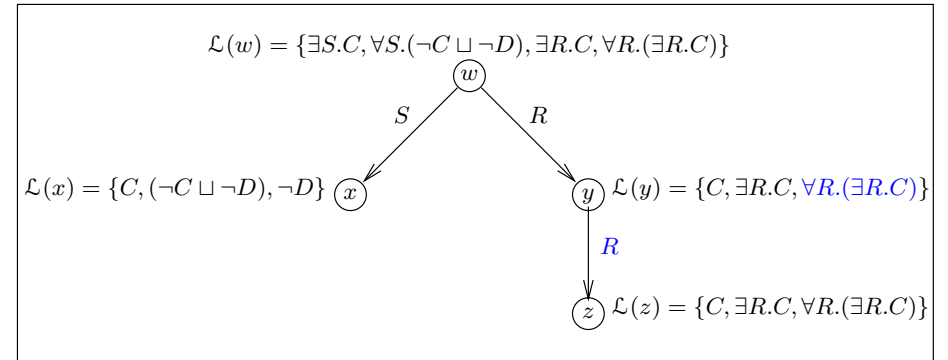 ℒ(w) = {∃S.C, ∀S.(¬C ⊔ ¬D), ∃R.C, ∀R.(∃R.C)}
w
S R
ℒ(x) = {C, (¬C ⊔ ¬D), ¬D} x y ℒ(y) = {C, ∃R.C, ∀R.(∃R.C)}
R
z ℒ(z) = {C, ∃R.C, ∀R.(∃R.C)}